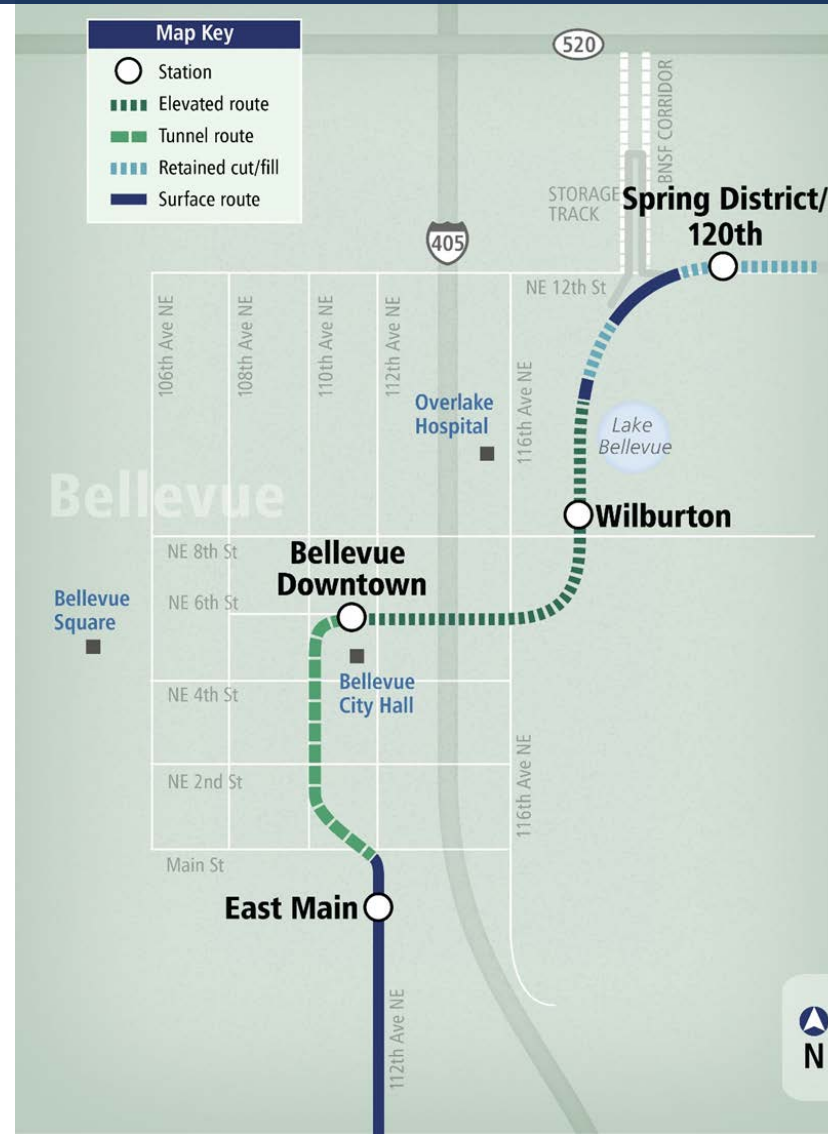 Map Key
Station
Elevated route
Tunnel route
Retained cut/fill
Surface route
520
BNSF CORRIDOR
STORAGE
TRACK
Spring District/
120th
405
NE 12th St
106th Ave NE
108th Ave NE
110th Ave NE
112th Ave NE
116th Ave NE
Overlake
Hospital
Lake
Bellevue
Bellevue
Wilburton
NE 8th St
Bellevue
Downtown
NE 6th St
Bellevue
Square
Bellevue
City Hall
NE 4th St
NE 2nd St
116th Ave NE
Main St
East Main
112th Ave NE
N